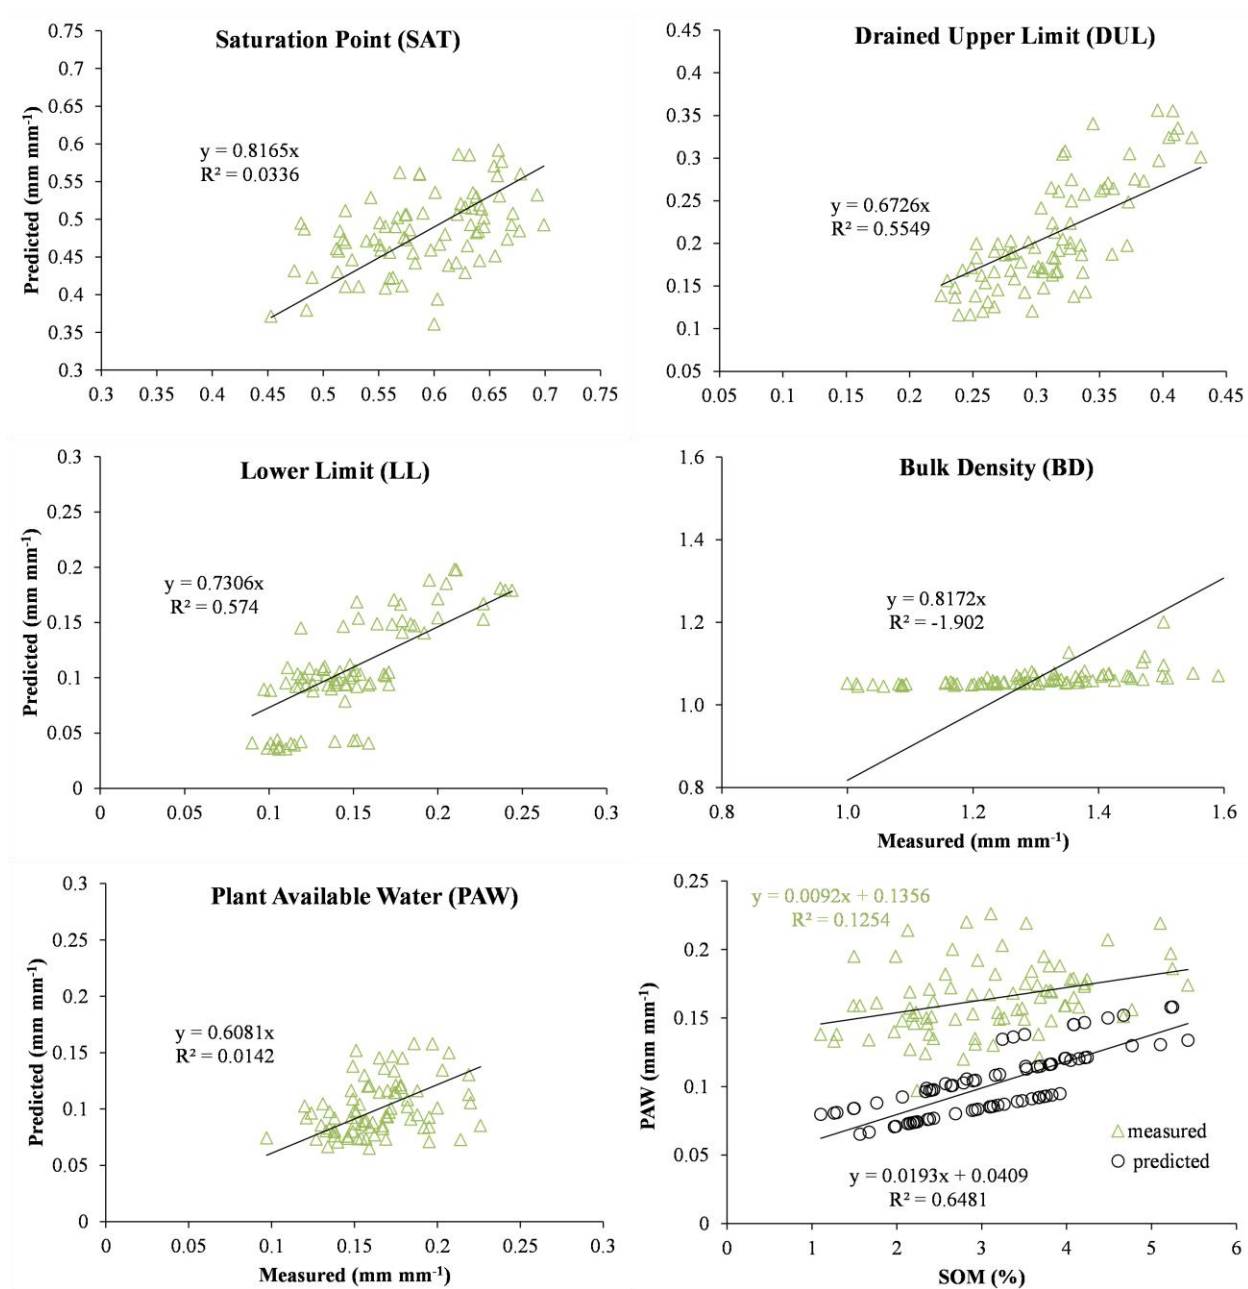 Saturation Point (SAT)
0.75
0.7
0.65
0.6
0.55
0.5
0.45
0.4
0.35
0.3
Predicted (mm mm-1)
y = 0.8165x
R² = 0.0336
0.3 0.35 0.4 0.45 0.5 0.55 0.6 0.65 0.7 0.75
Drained Upper Limit (DUL)
0.45
0.4
0.35
0.3
0.25
0.2
0.15
0.1
0.05
y = 0.6726x
R² = 0.5549
0.05 0.1 0.15 0.2 0.25 0.3 0.35 0.4 0.45
Lower Limit (LL)
0.3
0.25
0.2
0.15
0.1
0.05
0
Predicted (mm mm-1)
y = 0.7306x
R² = 0.574
0 0.05 0.1 0.15 0.2 0.25 0.3
Bulk Density (BD)
1.6
1.4
1.2
1.0
0.8
y = 0.8172x
R² = -1.902
0.8 1.0 1.2 1.4 1.6
Measured (mm mm-1)
Plant Available Water (PAW)
0.3
0.25
0.2
0.15
0.1
0.05
0
Predicted (mm mm-1)
y = 0.6081x
R² = 0.0142
0 0.05 0.1 0.15 0.2 0.25 0.3
Measured (mm mm-1)
0.25
0.2
0.15
0.1
0.05
0
PAW (mm mm-1)
y = 0.0092x + 0.1356
R² = 0.1254
measured
predicted
y = 0.0193x + 0.0409
R² = 0.6481
0 1 2 3 4 5 6
SOM (%)